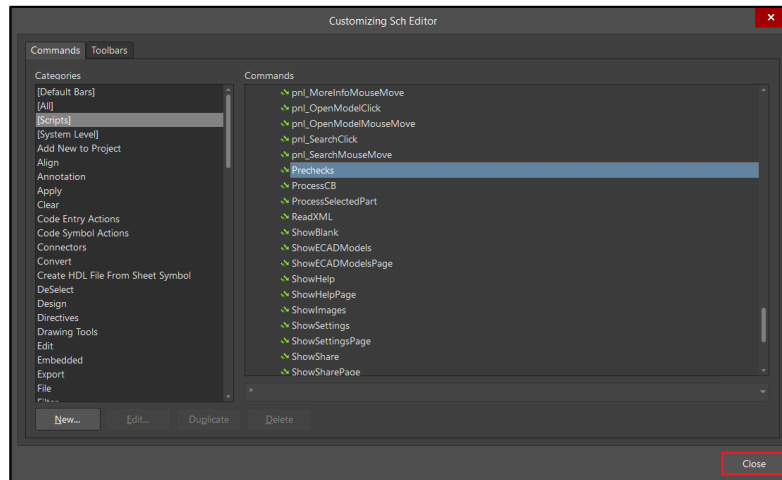 Customizing Sch Editor
Commands
Toolbars
Categories
[Default Bars]
[All]
[Scripts]
[System Level]
Add New to Project
Align
Annotation
Apply
Clear
Code Entry Actions
Code Symbol Actions
Connectors
Convert
Create HDL File From Sheet Symbol
DeSelect
Design
Directives
Drawing Tools
Edit
Embedded
Export
File
Commands
pnl_MoreInfoMouseMove
pnl_OpenModelClick
pnl_OpenModelMouseMove
pnl_SearchClick
pnl_SearchMouseMove
Prechecks
ProcessCB
ProcessSelectedPart
ReadXML
ShowBlank
ShowECADModels
ShowECADModelsPage
ShowHelp
ShowHelpPage
ShowImages
ShowSettings
ShowSettingsPage
ShowShare
ShowSharePage
*
New...
Edit...
Duplicate
Delete
Close